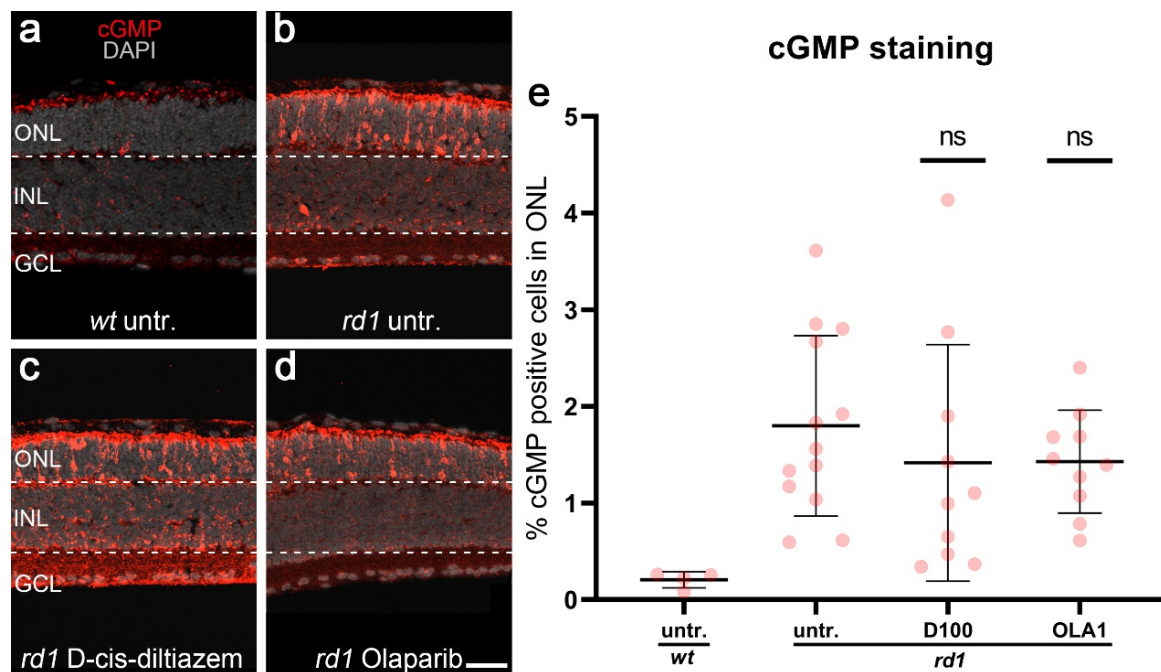 a
cGMP
DAPI
ONL
INL
GCL
wt untr.
b
rd1 untr.
c
ONL
INL
GCL
rd1 D-cis-diltiazem
d
rd1 Olaparib
cGMP staining
e
% cGMP positive cells in ONL
5
4
3
2
1
0
ns
ns
untr.
untr.
D100
OLA1
wt
rd1